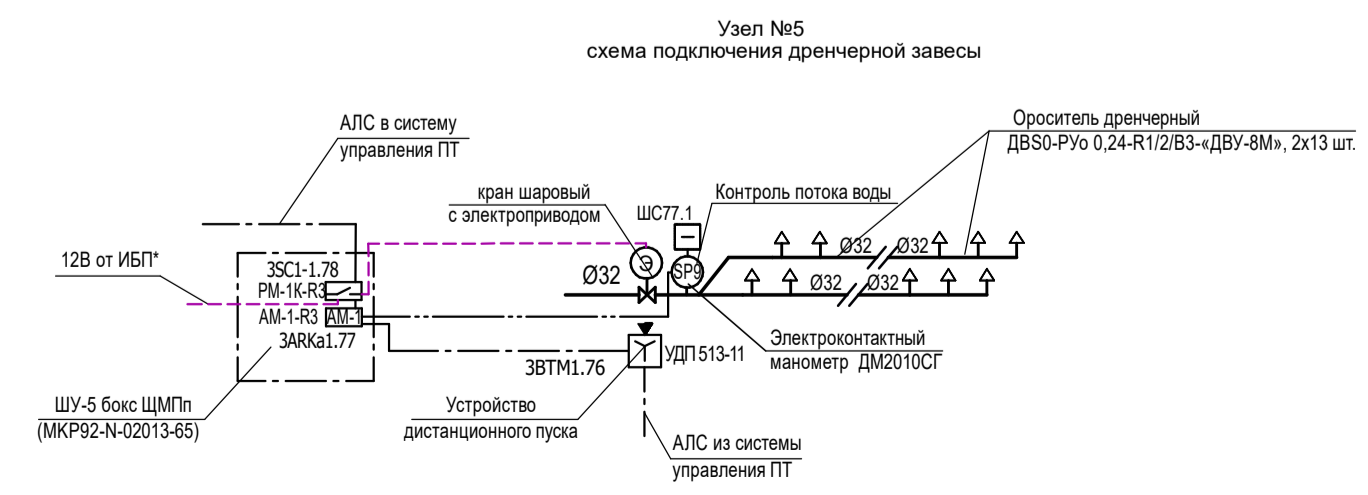 Узел №5
схема подключения дренчерной завесы
АЛС в систему
управления ПТ
кран шаровый
с электроприводом
ШС77.1
Контроль потока воды
Ороситель дренчерный
ДВS0-РУо 0,24-R1/2/В3-«ДВУ-8М», 2х13 шт.
12В от ИБП*
3SC1-1.78
РМ-1К-R3
АМ-1-R3
АМ-1
3ARKa1.77
Э
SP9
Ø32
Ø32
Ø32
Ø32
Ø32
Электроконтактный
манометр ДМ2010СГ
3ВТМ1.76
УДП 513-11
ШУ-5 бокс ЩМПп
(MKP92-N-02013-65)
Устройство
дистанционного пуска
АЛС из системы
управления ПТ